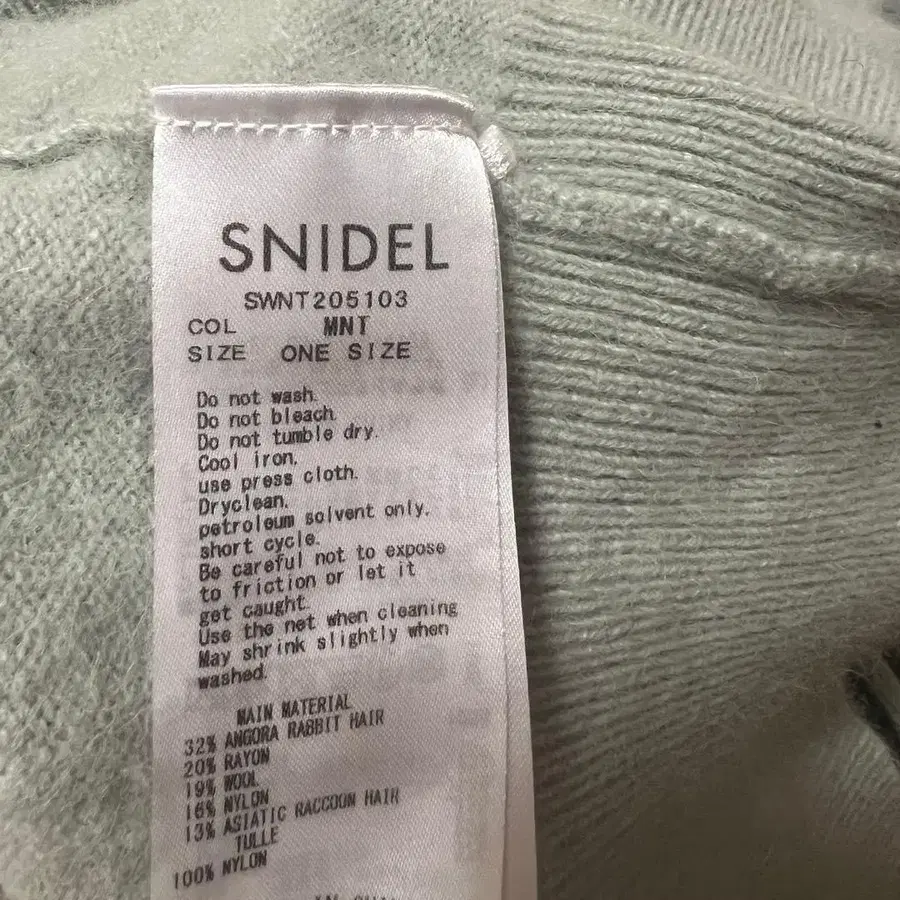 SNIDEL
SWNT205103
COL MNT
SIZE ONE SIZE
Do not wash.
Do not bleach.
Do not tumble dry.
Cool iron.
use press cloth.
Dryclean.
petroleum solvent only.
short cycle.
Be careful not to expose
to friction or let it
get caught.
Use the net when cleaning
May shrink slightly when
washed.
MAIN MATERIAL
32% ANGORA RABBIT HAIR
20% RAYON
19% WOOL
16% NYLON
13% ASIATIC RACCOON HAIR
TULLE
100% NYLON